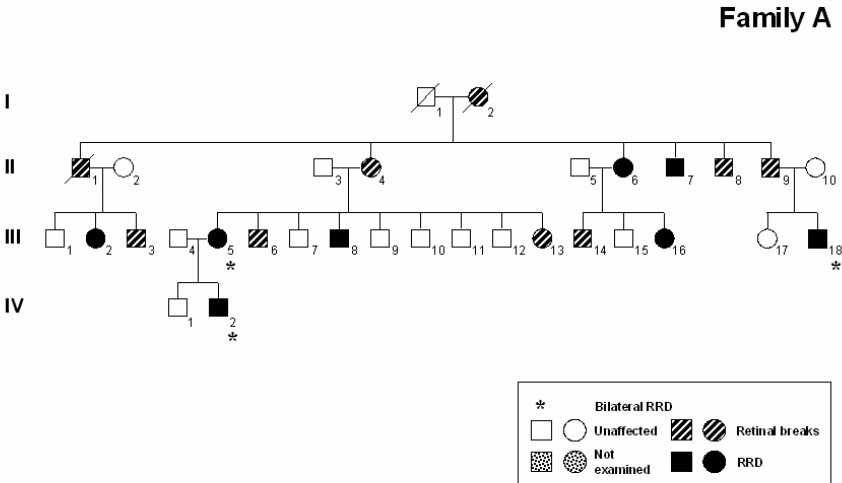 Family A
I
1 2
II
1 2 3 4 5 6 7 8 9 10
III
1 2 3 4 5 6 7 8 9 10 11 12 13 14 15 16 17 18
* *
IV
1 2
*
* Bilateral RRD
Unaffected Retinal breaks
Not
examined RRD